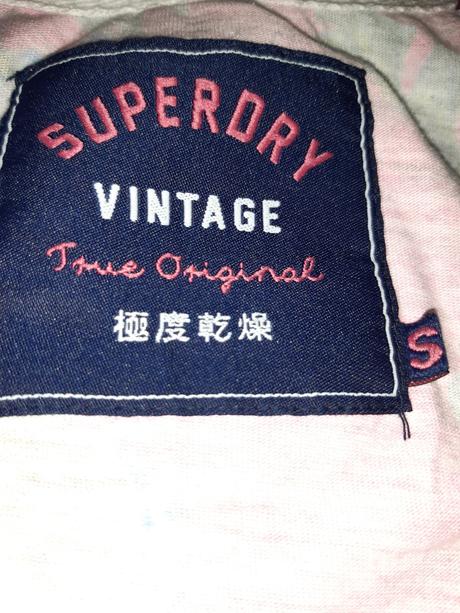 SUPERDRY
VINTAGE
True Original
極度乾燥
S